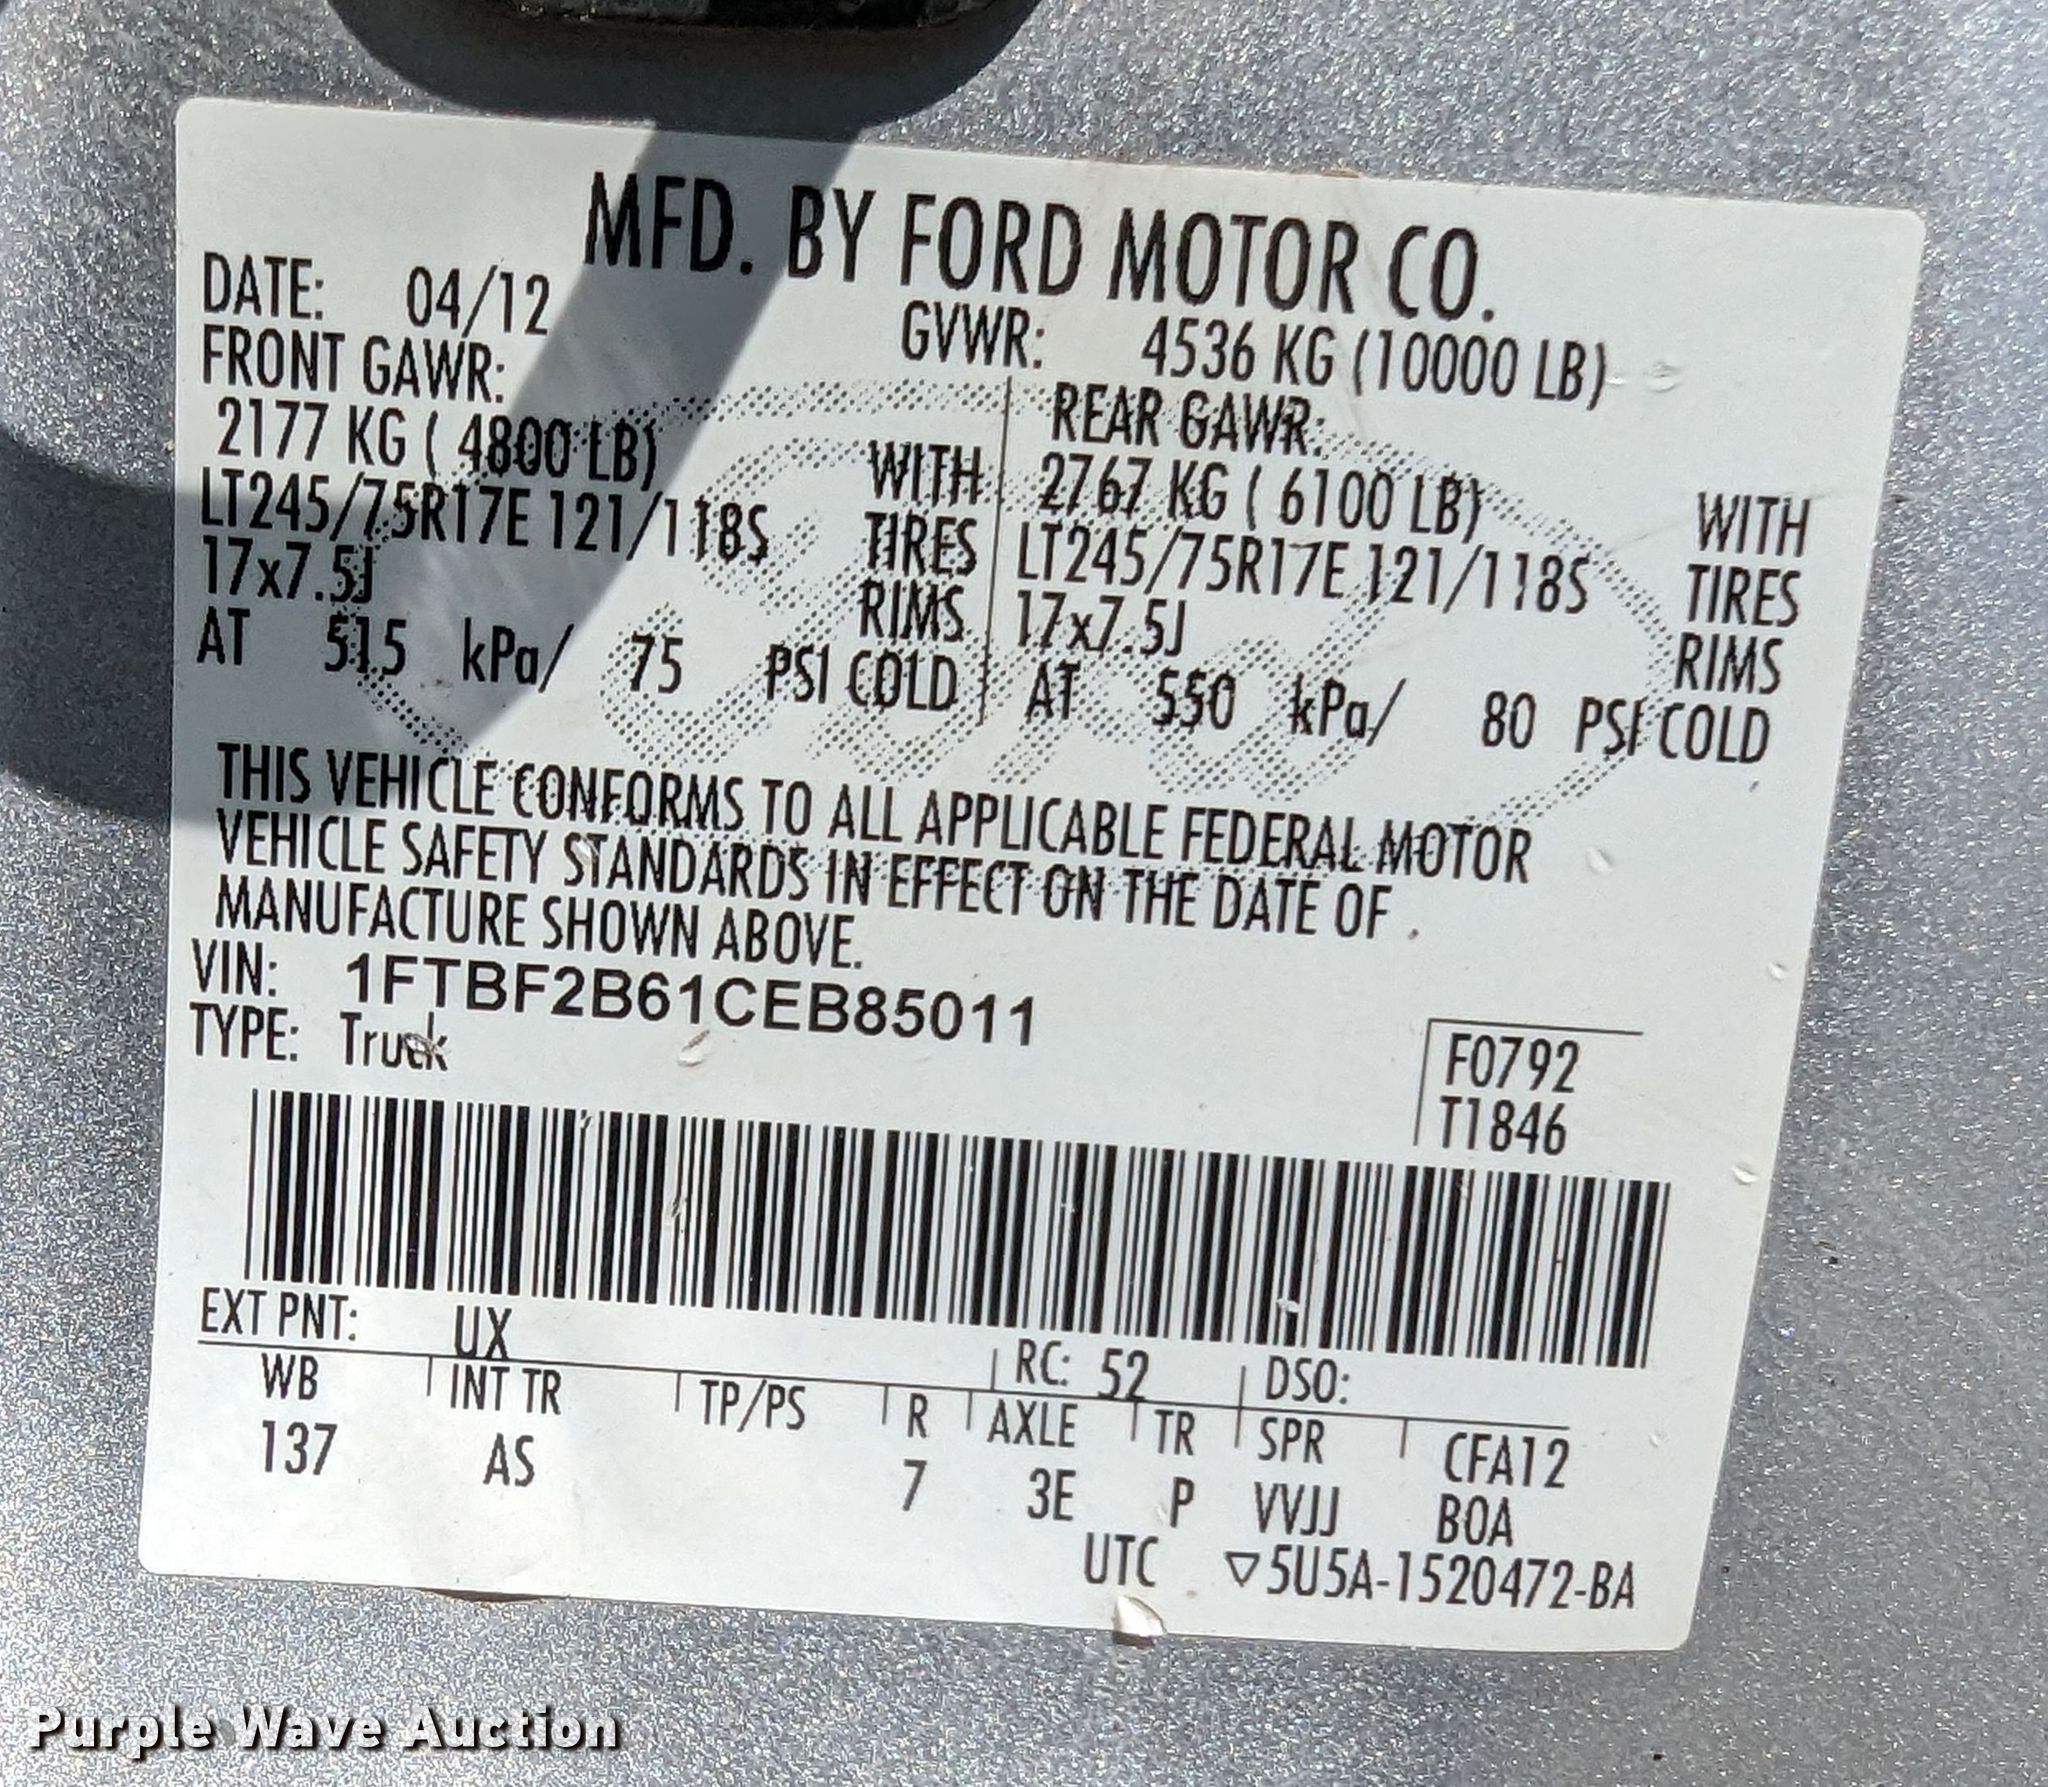 MFD. BY FORD MOTOR CO.
DATE: 04/12 GVWR: 4536 KG (10000 LB)
FRONT GAWR: REAR GAWR:
2177 KG ( 4800 LB) WITH 2767 KG ( 6100 LB) WITH
LT245/75R17E 121/118S TIRES LT245/75R17E 121/118S TIRES
17x7.5J RIMS 17x7.5J RIMS
AT 515 kPa/ 75 PSI COLD AT 550 kPa/ 80 PSI COLD
THIS VEHICLE CONFORMS TO ALL APPLICABLE FEDERAL MOTOR
VEHICLE SAFETY STANDARDS IN EFFECT ON THE DATE OF
MANUFACTURE SHOWN ABOVE.
VIN: 1FTBF2B61CEB85011
TYPE: Truck F0792
T1846
EXT PNT: UX RC: 52 DSO:
WB INT TR TP/PS R AXLE TR SPR CFA12
137 AS 7 3E P VVJJ BOA
UTC ▽5U5A-1520472-BA
Purple Wave Auction